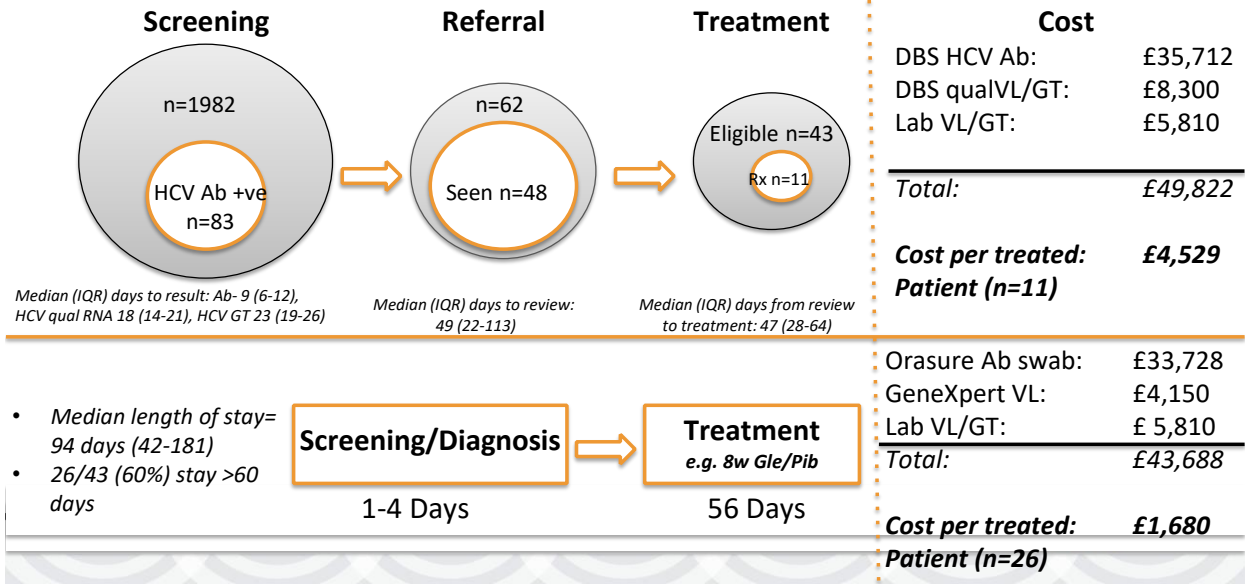 Screening
n=1982
HCV Ab +ve
n=83
Median (IQR) days to result: Ab- 9 (6-12),
HCV qual RNA 18 (14-21), HCV GT 23 (19-26)
Referral
n=62
Seen n=48
Median (IQR) days to review:
49 (22-113)
Treatment
Eligible n=43
Rx n=11
Median (IQR) days from review
to treatment: 47 (28-64)
Cost
DBS HCV Ab: £35,712
DBS qualVL/GT: £8,300
Lab VL/GT: £5,810
Total: £49,822
Cost per treated: £4,529
Patient (n=11)
• Median length of stay=
94 days (42-181)
• 26/43 (60%) stay >60
days
Screening/Diagnosis
1-4 Days
Treatment
e.g. 8w Gle/Pib
56 Days
Orasure Ab swab: £33,728
GeneXpert VL: £4,150
Lab VL/GT: £ 5,810
Total: £43,688
Cost per treated: £1,680
Patient (n=26)